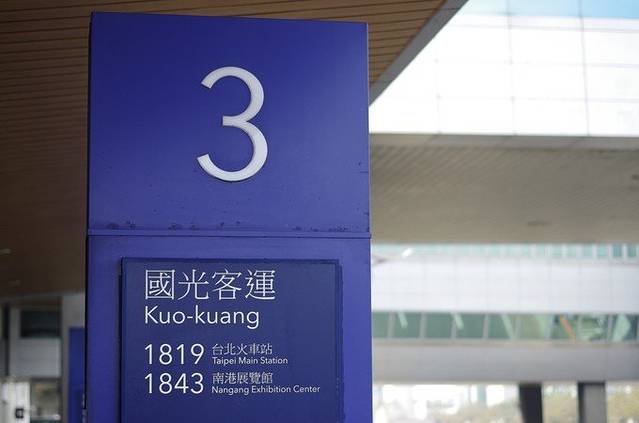 3
國光客運
Kuo-kuang
1819 台北火車站
Taipei Main Station
1843 南港展覽館
Nangang Exhibition Center